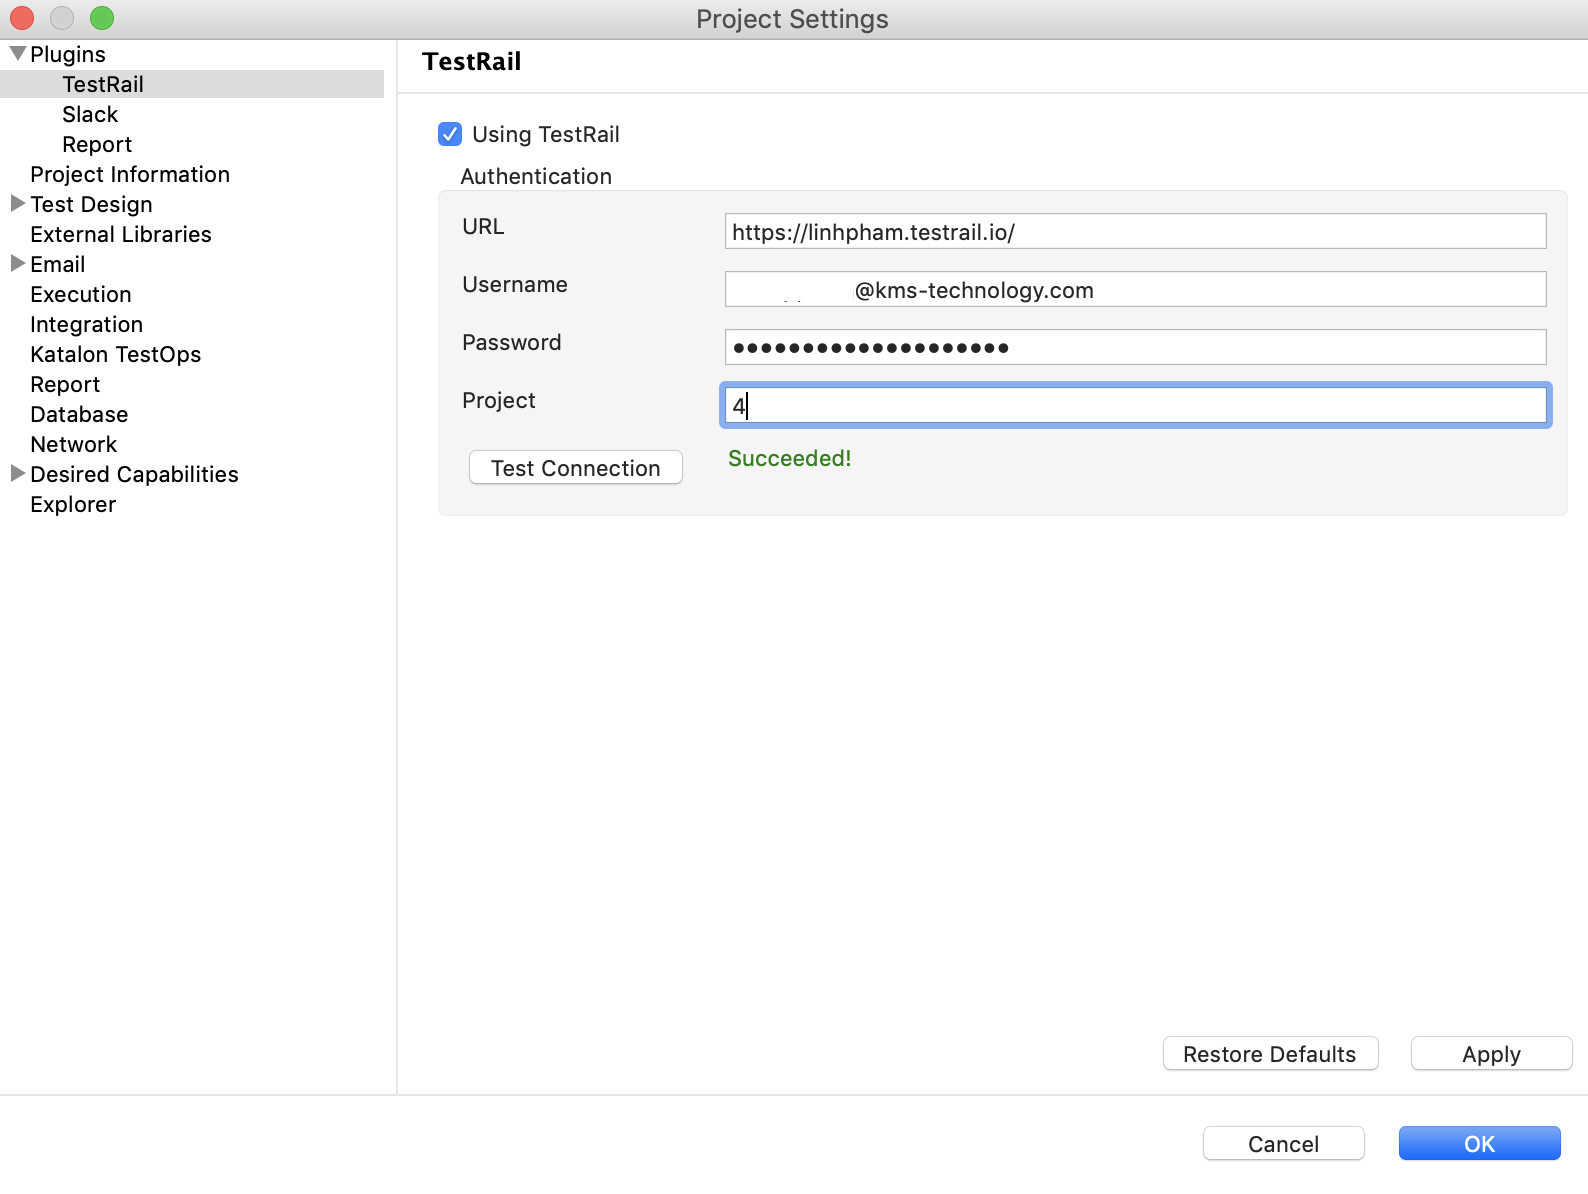 Project Settings
Plugins
TestRail
Slack
Report
Project Information
Test Design
External Libraries
Email
Execution
Integration
Katalon TestOps
Report
Database
Network
Desired Capabilities
Explorer
TestRail
Using TestRail
Authentication
URL
https://linhpham.testrail.io/
Username
@kms-technology.com
Password
••••••••••••••••••••
Project
4
Test Connection
Succeeded!
Restore Defaults
Apply
Cancel
OK